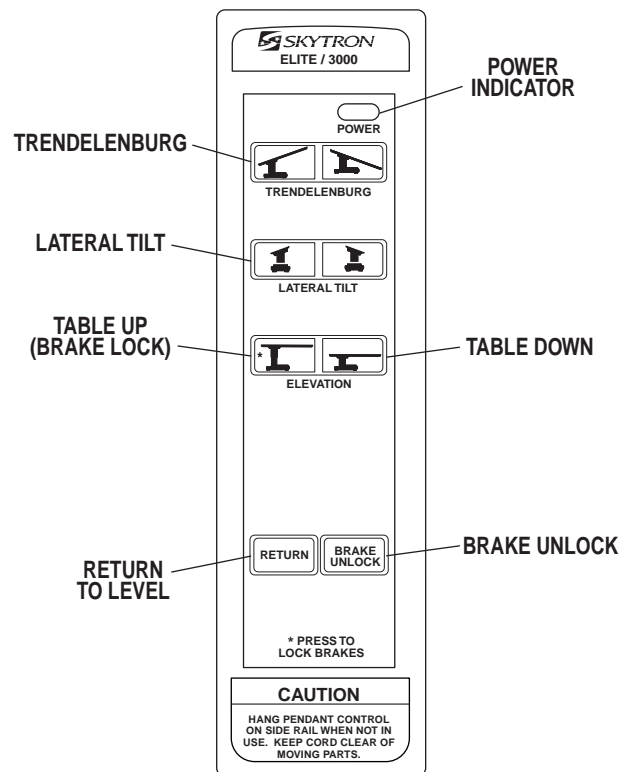 SKYTRON
ELITE / 3000
POWER
INDICATOR
POWER
TRENDELENBURG
TRENDELENBURG
LATERAL TILT
LATERAL TILT
TABLE UP
(BRAKE LOCK)
*
TABLE DOWN
ELEVATION
RETURN
BRAKE
UNLOCK
BRAKE UNLOCK
RETURN
TO LEVEL
* PRESS TO
LOCK BRAKES
CAUTION
HANG PENDANT CONTROL
ON SIDE RAIL WHEN NOT IN
USE. KEEP CORD CLEAR OF
MOVING PARTS.